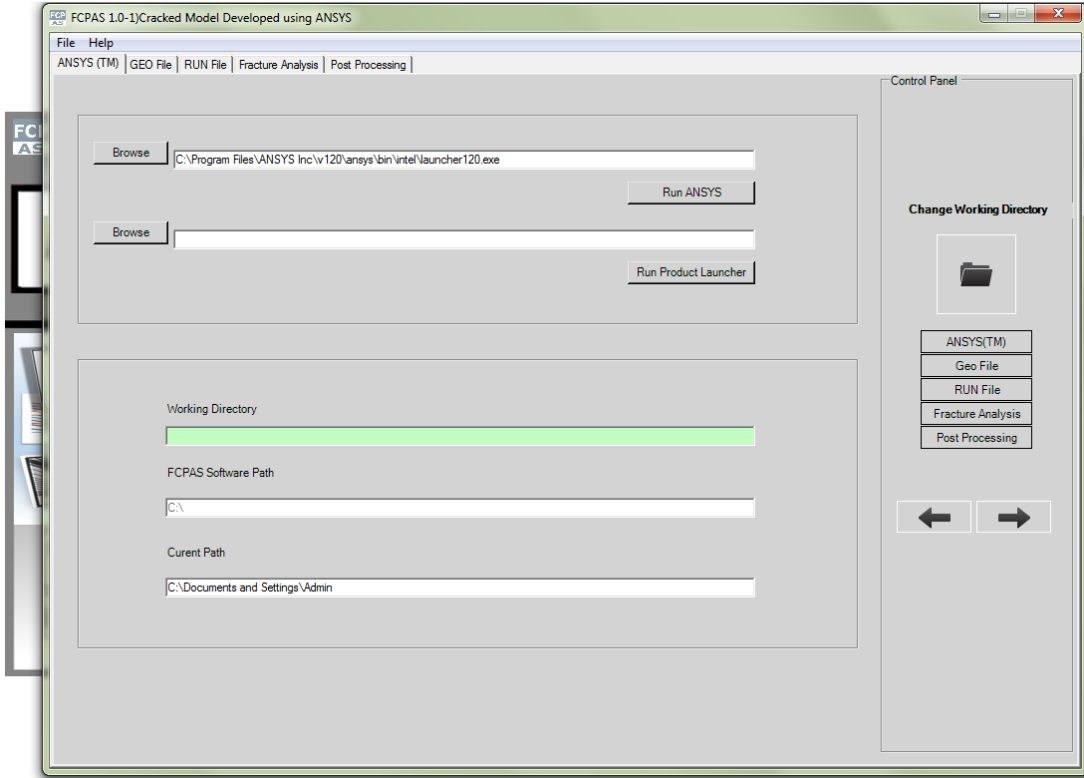 FCPAS 1.0-1)Cracked Model Developed using ANSYS
File Help
ANSYS (TM) GEO File RUN File Fracture Analysis Post Processing
Control Panel
Browse C:\Program Files\ANSYS Inc\v120\ansys\bin\intel\launcher120.exe
Run ANSYS
Browse
Run Product Launcher
Change Working Directory
ANSYS(TM)
Geo File
RUN File
Fracture Analysis
Post Processing
Working Directory
FCPAS Software Path
C:\
Curent Path
C:\Documents and Settings\Admin